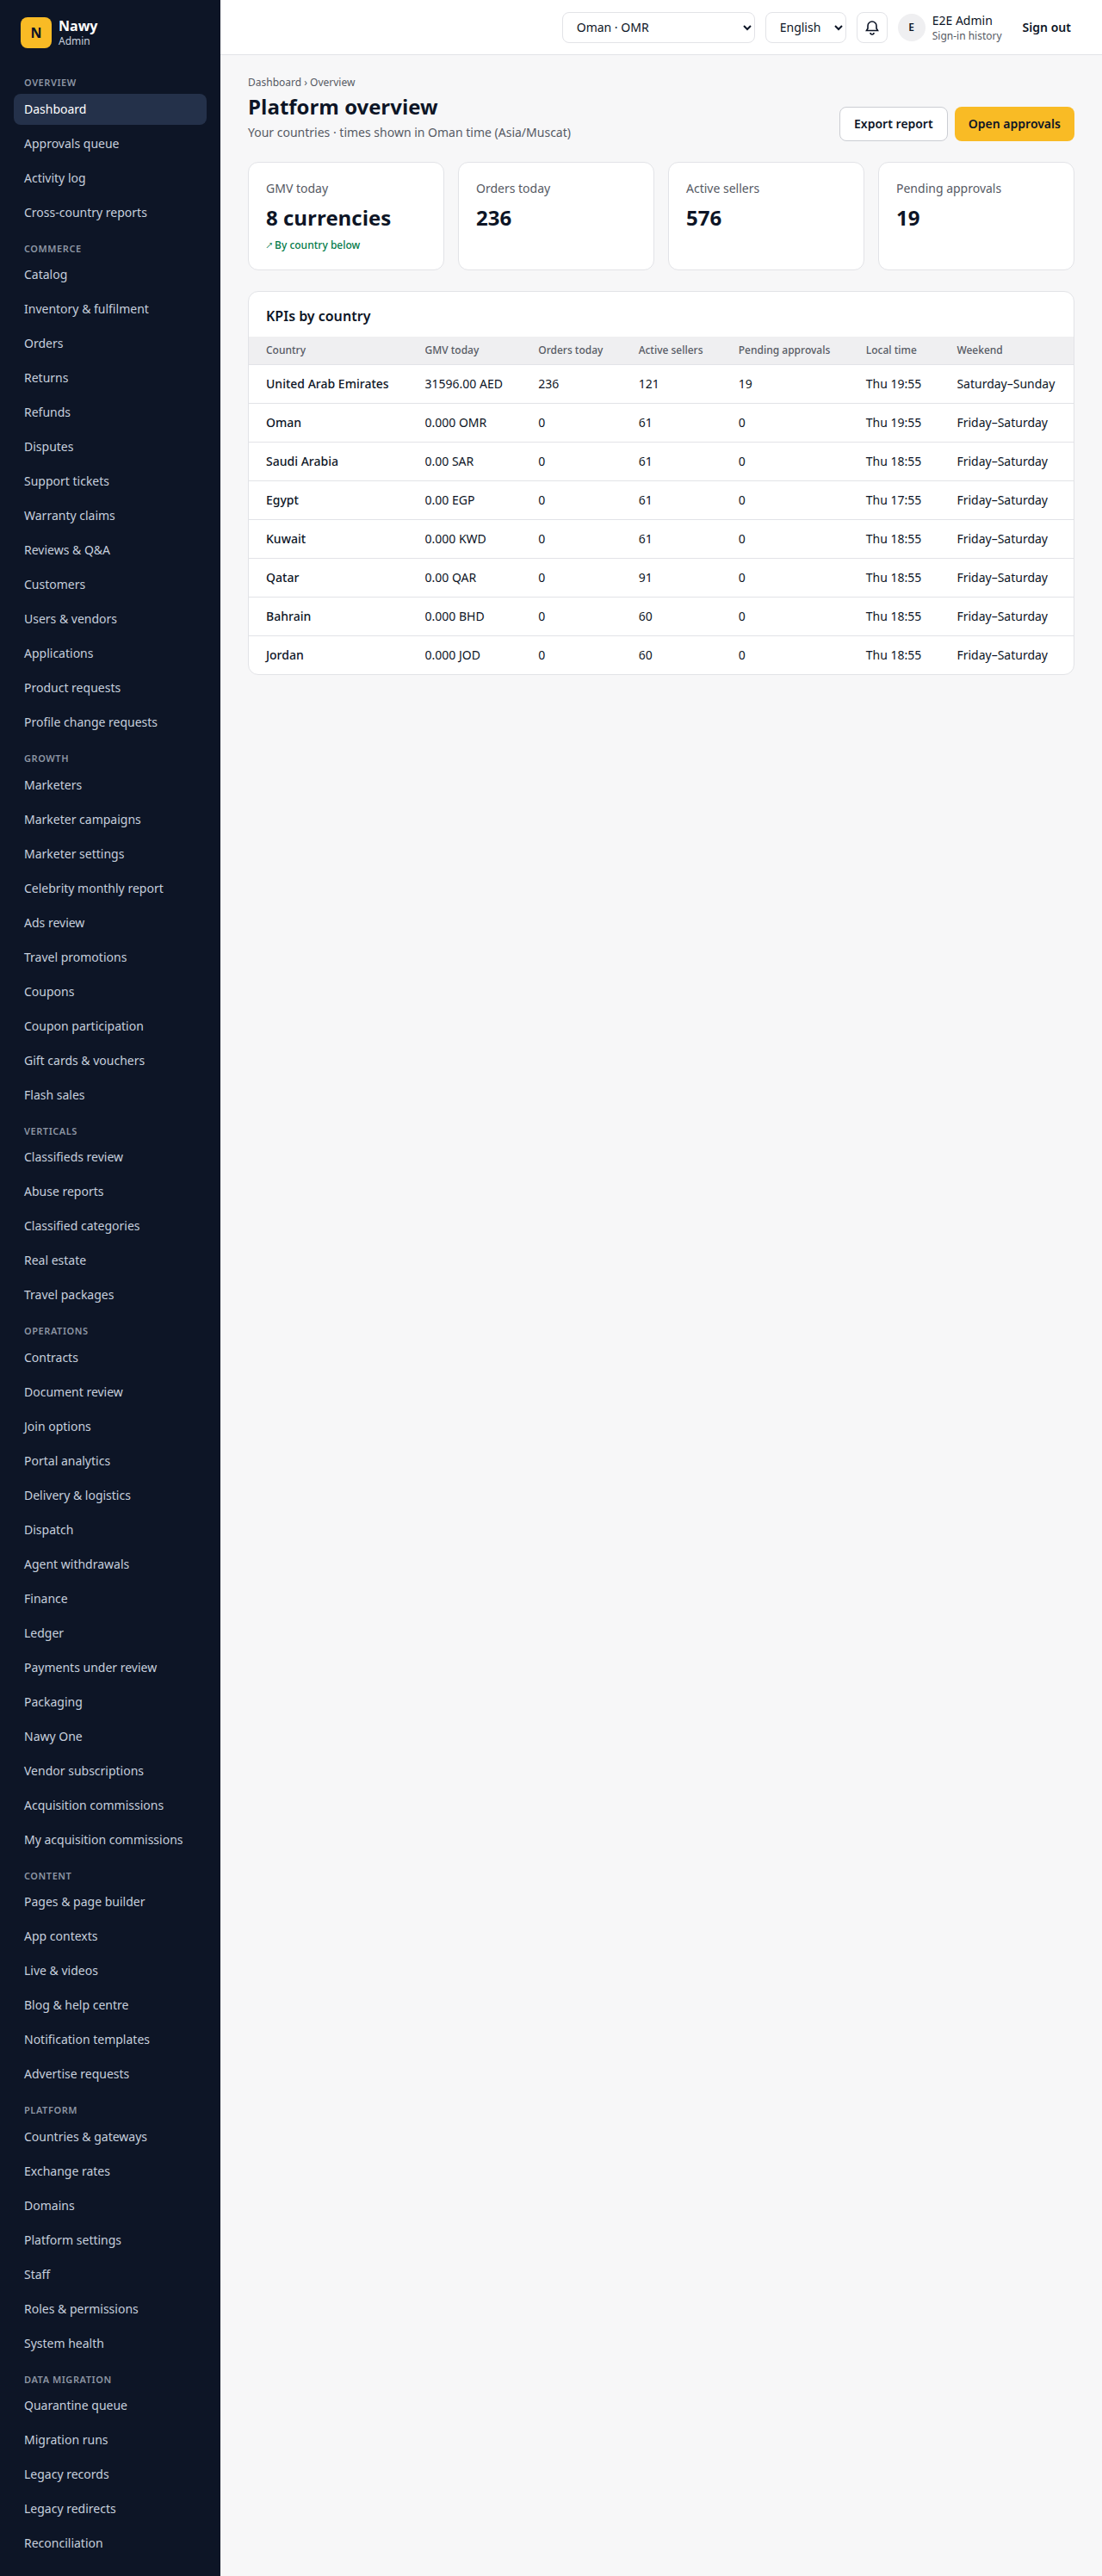 N
Nawy
Admin
OVERVIEW
Dashboard
Approvals queue
Activity log
Cross-country reports
COMMERCE
Catalog
Inventory & fulfilment
Orders
Returns
Refunds
Disputes
Support tickets
Warranty claims
Reviews & Q&A
Customers
Users & vendors
Applications
Product requests
Profile change requests
GROWTH
Marketers
Marketer campaigns
Marketer settings
Celebrity monthly report
Ads review
Travel promotions
Coupons
Coupon participation
Gift cards & vouchers
Flash sales
VERTICALS
Classifieds review
Abuse reports
Classified categories
Real estate
Travel packages
OPERATIONS
Contracts
Document review
Join options
Portal analytics
Delivery & logistics
Dispatch
Agent withdrawals
Finance
Ledger
Payments under review
Packaging
Nawy One
Vendor subscriptions
Acquisition commissions
My acquisition commissions
CONTENT
Pages & page builder
App contexts
Live & videos
Blog & help centre
Notification templates
Advertise requests
PLATFORM
Countries & gateways
Exchange rates
Domains
Platform settings
Staff
Roles & permissions
System health
DATA MIGRATION
Quarantine queue
Migration runs
Legacy records
Legacy redirects
Reconciliation
Oman · OMR
English
E
E2E Admin
Sign-in history
Sign out
Dashboard › Overview
Platform overview
Your countries · times shown in Oman time (Asia/Muscat)
Export report
Open approvals
GMV today
8 currencies
↗ By country below
Orders today
236
Active sellers
576
Pending approvals
19
KPIs by country
Country GMV today Orders today Active sellers Pending approvals Local time Weekend
United Arab Emirates 31596.00 AED 236 121 19 Thu 19:55 Saturday–Sunday
Oman 0.000 OMR 0 61 0 Thu 19:55 Friday–Saturday
Saudi Arabia 0.00 SAR 0 61 0 Thu 18:55 Friday–Saturday
Egypt 0.00 EGP 0 61 0 Thu 17:55 Friday–Saturday
Kuwait 0.000 KWD 0 61 0 Thu 18:55 Friday–Saturday
Qatar 0.00 QAR 0 91 0 Thu 18:55 Friday–Saturday
Bahrain 0.000 BHD 0 60 0 Thu 18:55 Friday–Saturday
Jordan 0.000 JOD 0 60 0 Thu 18:55 Friday–Saturday